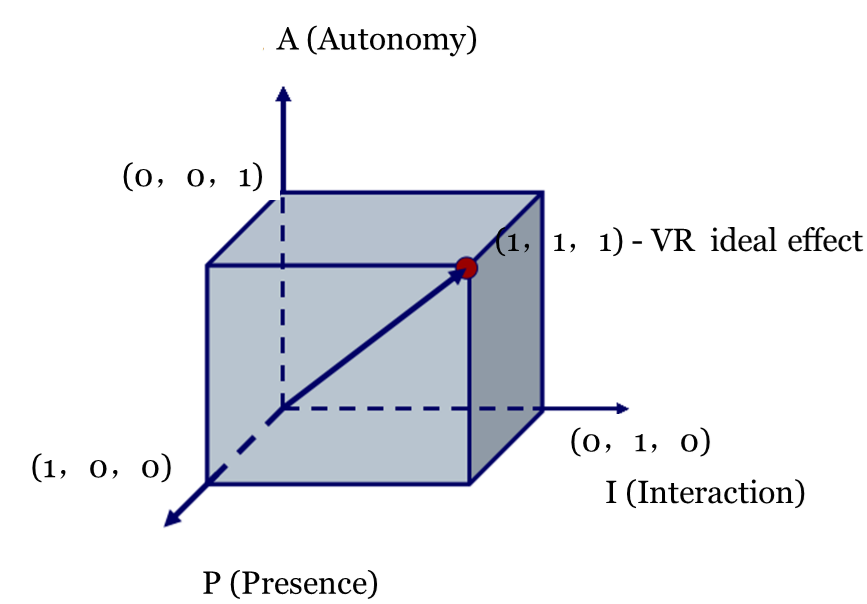 A (Autonomy)
(0, 0, 1)
(1, 1, 1) - VR ideal effect
(0, 1, 0)
(1, 0, 0)
I (Interaction)
P (Presence)